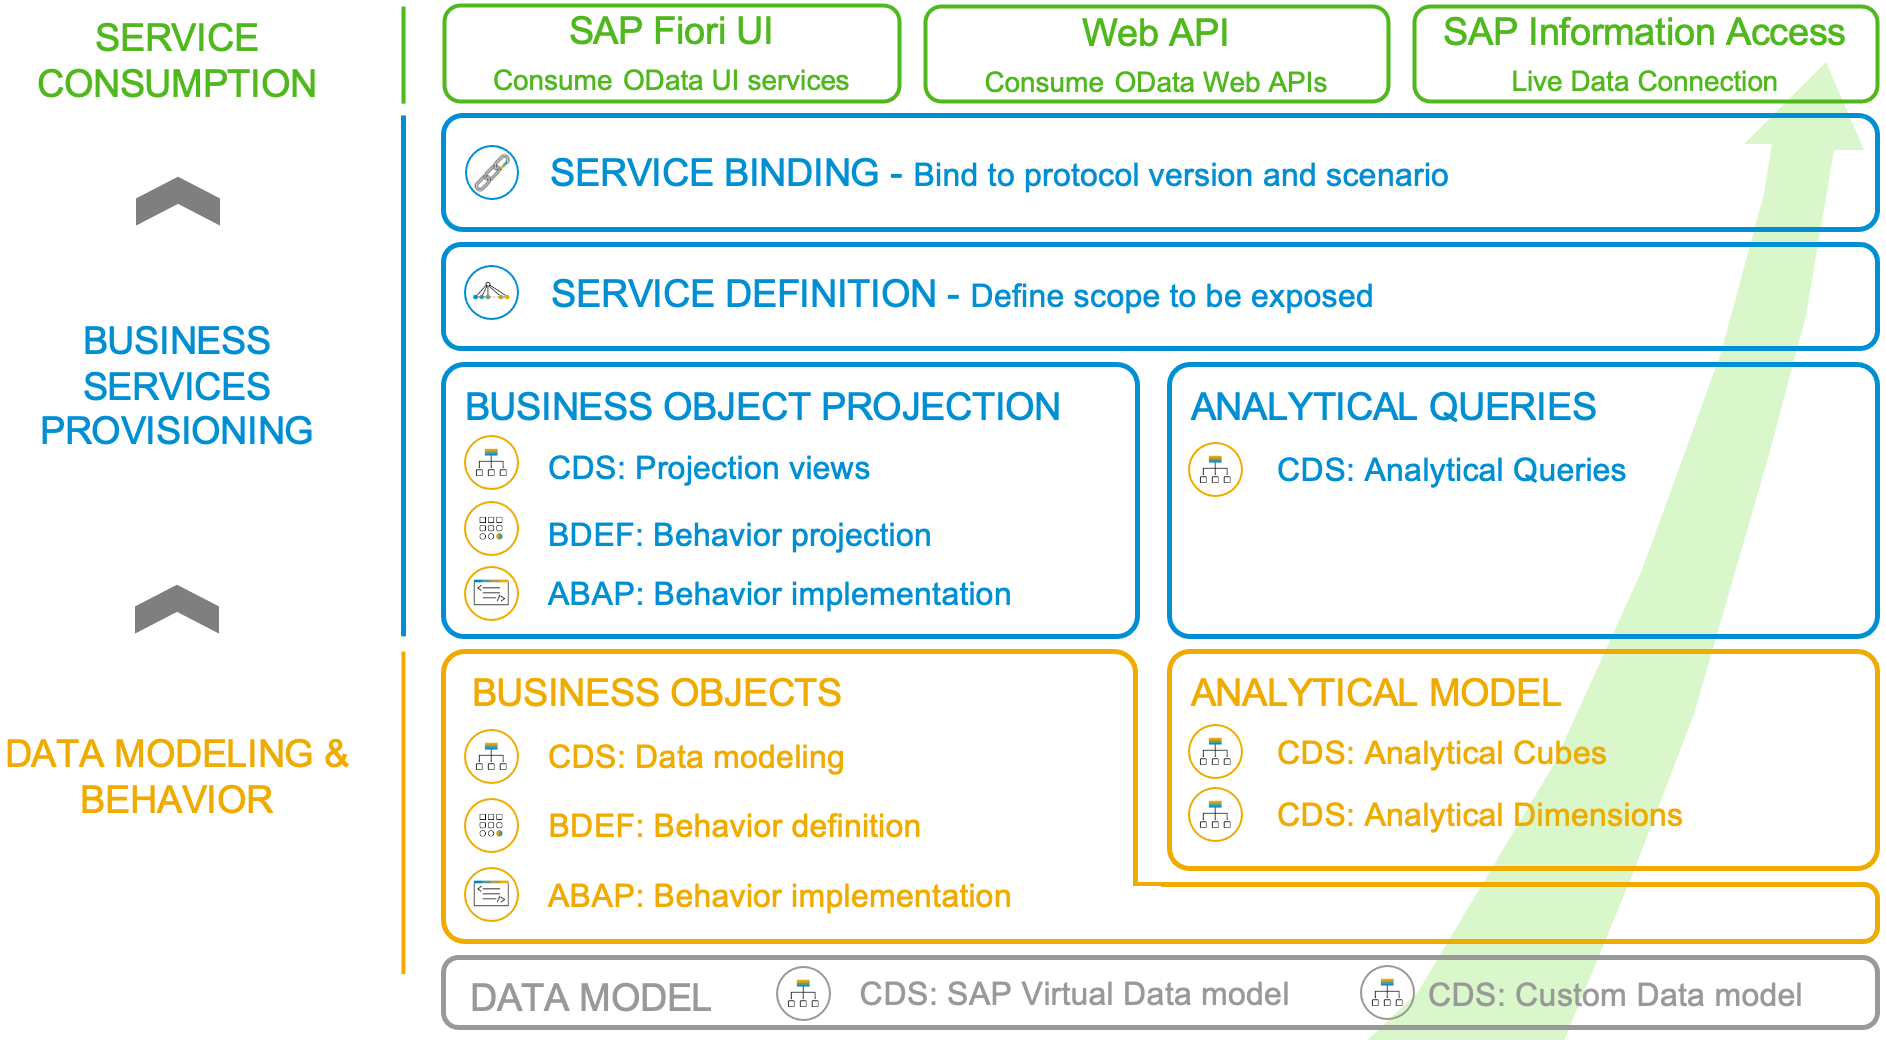 SERVICE
CONSUMPTION
SAP Fiori UI
Consume OData UI services
Web API
Consume OData Web APIs
SAP Information Access
Live Data Connection
BUSINESS
SERVICES
PROVISIONING
SERVICE BINDING - Bind to protocol version and scenario
SERVICE DEFINITION - Define scope to be exposed
BUSINESS OBJECT PROJECTION
CDS: Projection views
BDEF: Behavior projection
ABAP: Behavior implementation
ANALYTICAL QUERIES
CDS: Analytical Queries
DATA MODELING &
BEHAVIOR
BUSINESS OBJECTS
CDS: Data modeling
BDEF: Behavior definition
ABAP: Behavior implementation
ANALYTICAL MODEL
CDS: Analytical Cubes
CDS: Analytical Dimensions
DATA MODEL
CDS: SAP Virtual Data model
CDS: Custom Data model